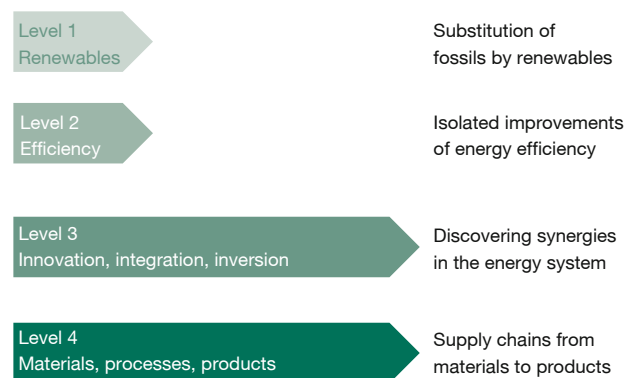 Level 1
Renewables
Substitution of
fossils by renewables
Level 2
Efficiency
Isolated improvements
of energy efficiency
Level 3
Innovation, integration, inversion
Discovering synergies
in the energy system
Level 4
Materials, processes, products
Supply chains from
materials to products